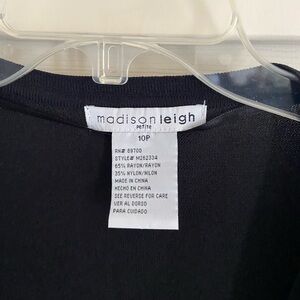 madisonleigh
PETITE
10P
RN# 69700
STYLE# M262334
65% RAYON/RAYON
35% NYLON/NILON
MADE IN CHINA
HECHO EN CHINA
SEE REVERSE FOR CARE
VER AL DORSO
PARA CUIDADO